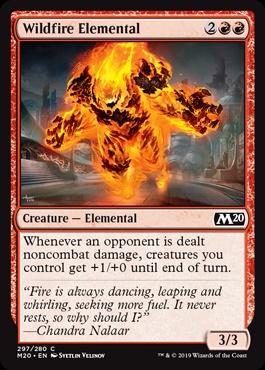 Wildfire Elemental 2
Creature — Elemental M20
Whenever an opponent is dealt
noncombat damage, creatures you
control get +1/+0 until end of turn.
“Fire is always dancing, leaping and
whirling, seeking more fuel. It never
rests, so why should I?”
—Chandra Nalaar
3/3
297/280 C
M20 • EN SVETLIN VELINOV ™ & © 2019 Wizards of the Coast